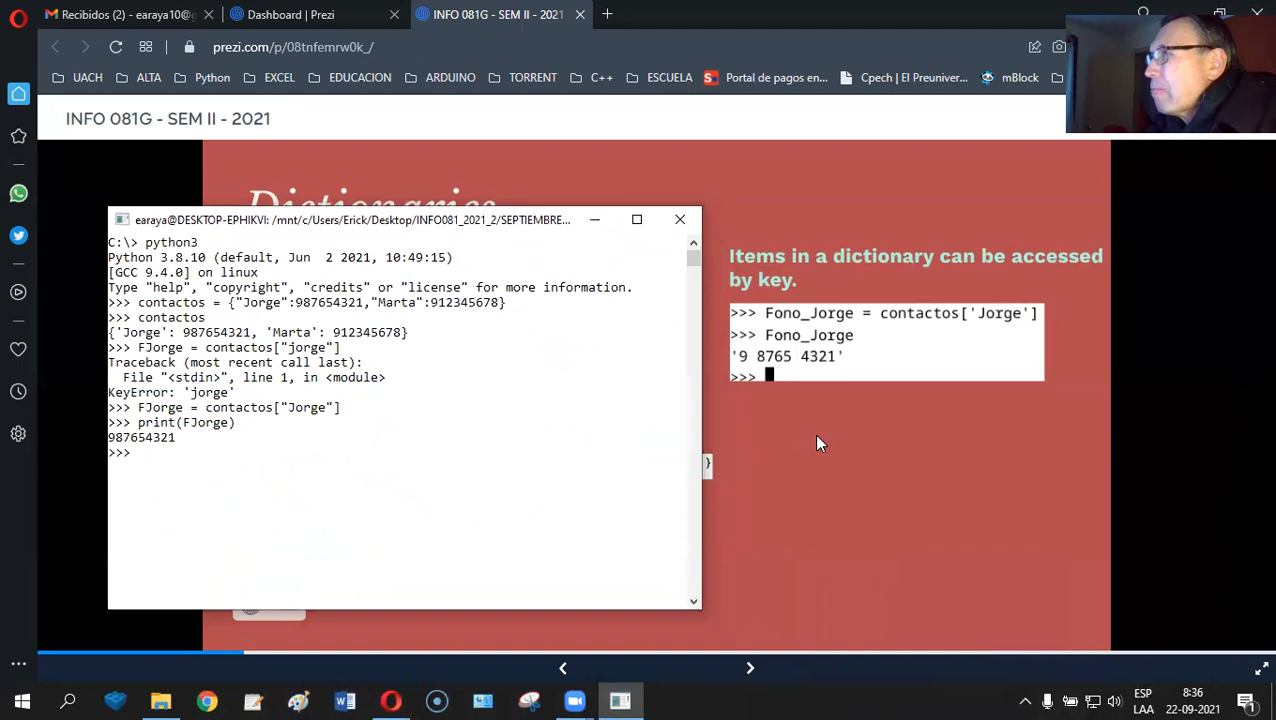 Recibidos (2) - earaya10@g
Dashboard | Prezi
INFO 081G - SEM II - 2021
prezi.com/p/08tnfemrw0k_/
UACH
ALTA
Python
EXCEL
EDUCACION
ARDUINO
TORRENT
C++
ESCUELA
Portal de pagos en...
Cpech | El Preuniver...
mBlock
INFO 081G - SEM II - 2021
Dictionaries
earaya@DESKTOP-EPHIKVI: /mnt/c/Users/Erick/Desktop/INFO081_2021_2/SEPTIEMBRE...
C:\> python3
Python 3.8.10 (default, Jun  2 2021, 10:49:15)
[GCC 9.4.0] on linux
Type "help", "copyright", "credits" or "license" for more information.
>>> contactos = {"Jorge":987654321,"Marta":912345678}
>>> contactos
{'Jorge': 987654321, 'Marta': 912345678}
>>> FJorge = contactos["jorge"]
Traceback (most recent call last):
  File "<stdin>", line 1, in <module>
KeyError: 'jorge'
>>> FJorge = contactos["Jorge"]
>>> print(FJorge)
987654321
>>>
Items in a dictionary can be accessed
by key.
>>> Fono_Jorge = contactos['Jorge']
>>> Fono_Jorge
'9 8765 4321'
>>>
}
ESP
LAA
8:36
22-09-2021
1